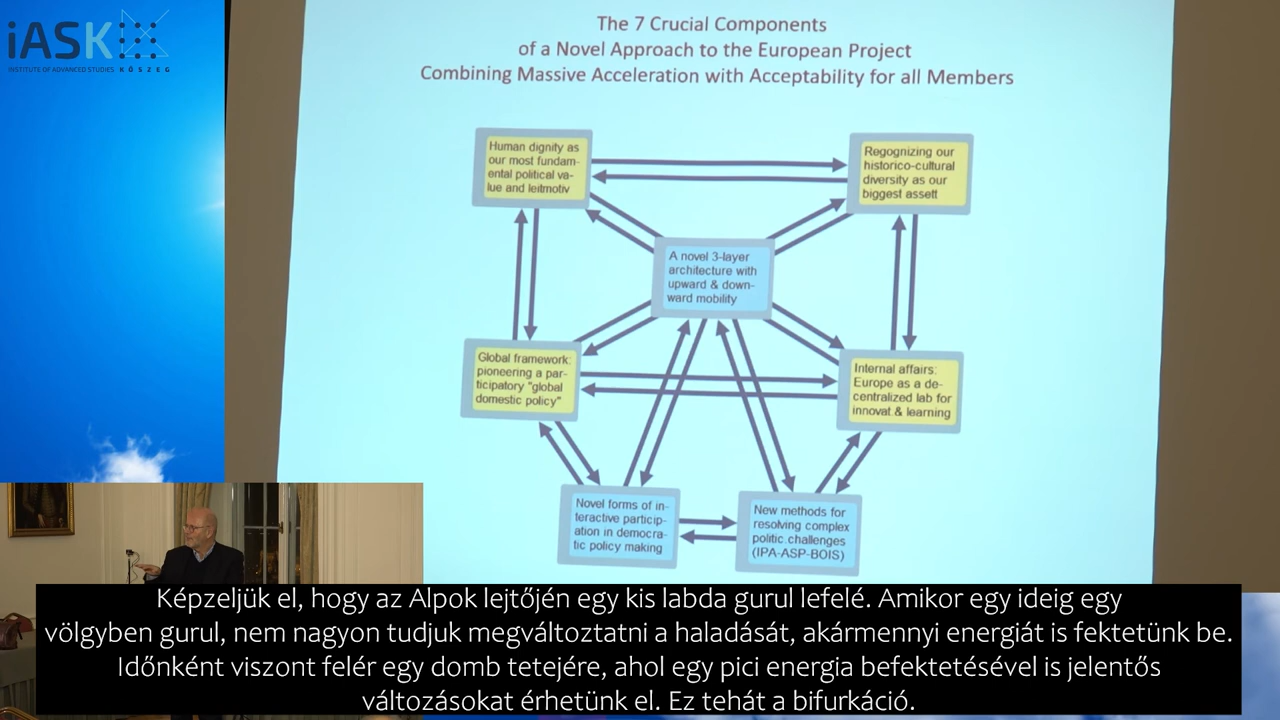 iASK
INSTITUTE OF ADVANCED STUDIES KŐSZEG
The 7 Crucial Components
of a Novel Approach to the European Project
Combining Massive Acceleration with Acceptability for all Members
Human dignity as
our most fundam-
ental political va-
lue and leitmotiv
Regognizing our
historico-cultural
diversity as our
biggest assett
A novel 3-layer
architecture with
upward & down-
ward mobility
Global framework:
pioneering a par-
ticipatory "global
domestic policy"
Internal affairs:
Europe as a de-
centralized lab for
innovat.& learning
Novel forms of in-
teractive particip-
ation in democra-
tic policy making
New methods for
resolving complex
politic.challenges
(IPA-ASP-BOIS)
Képzeljük el, hogy az Alpok lejtőjén egy kis labda gurul lefelé. Amikor egy ideig egy
völgyben gurul, nem nagyon tudjuk megváltoztatni a haladását, akármennyi energiát is fektetünk be.
Időnként viszont felér egy domb tetejére, ahol egy pici energia befektetésével is jelentős
változásokat érhetünk el. Ez tehát a bifurkáció.